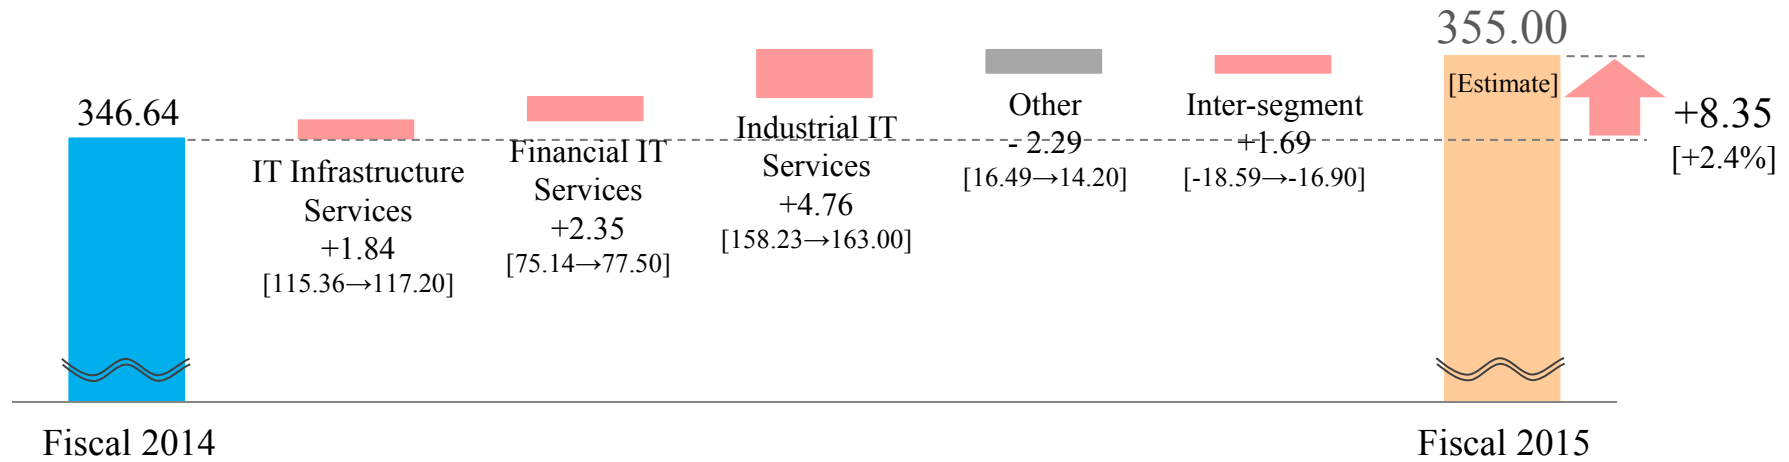 346.64
IT Infrastructure
Services
+1.84
[115.36→117.20]
Financial IT
Services
+2.35
[75.14→77.50]
Industrial IT
Services
+4.76
[158.23→163.00]
Other
- 2.29
[16.49→14.20]
Inter-segment
+1.69
[-18.59→-16.90]
355.00
[Estimate]
+8.35
[+2.4%]
Fiscal 2014
Fiscal 2015